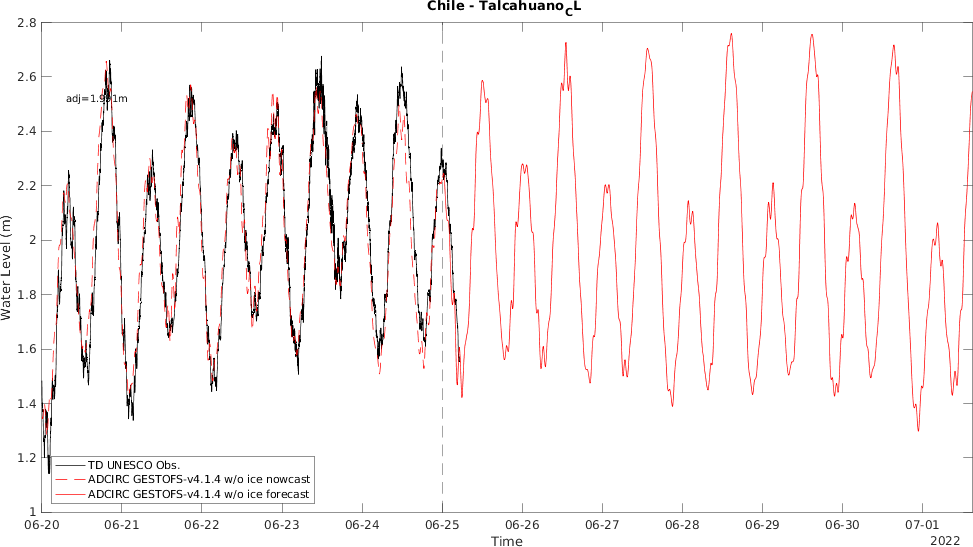 Chile - Talcahuano_CL
2.8
2.6
2.4
2.2
2
1.8
1.6
1.4
1.2
1
Water Level (m)
adj=1.991m
TD UNESCO Obs.
ADCIRC GESTOFS-v4.1.4 w/o ice nowcast
ADCIRC GESTOFS-v4.1.4 w/o ice forecast
06-20 06-21 06-22 06-23 06-24 06-25 06-26 06-27 06-28 06-29 06-30 07-01
Time
2022